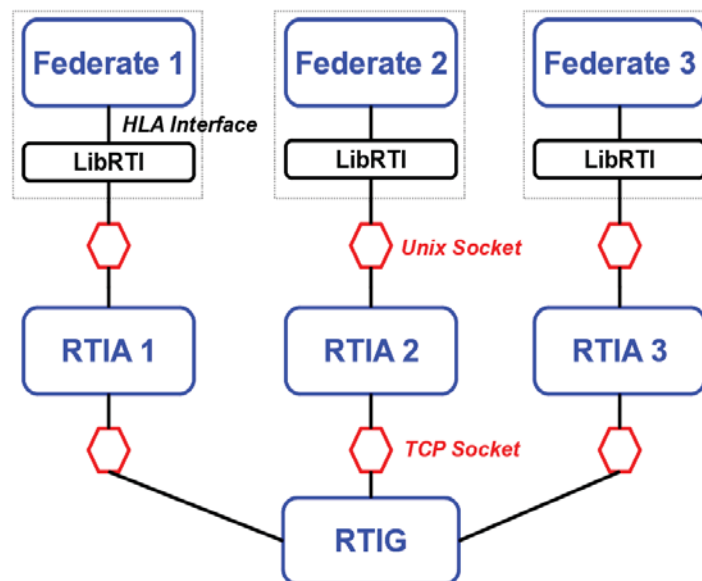 Federate 1
Federate 2
Federate 3
HLA Interface
LibRTI
LibRTI
LibRTI
Unix Socket
RTIA 1
RTIA 2
RTIA 3
TCP Socket
RTIG